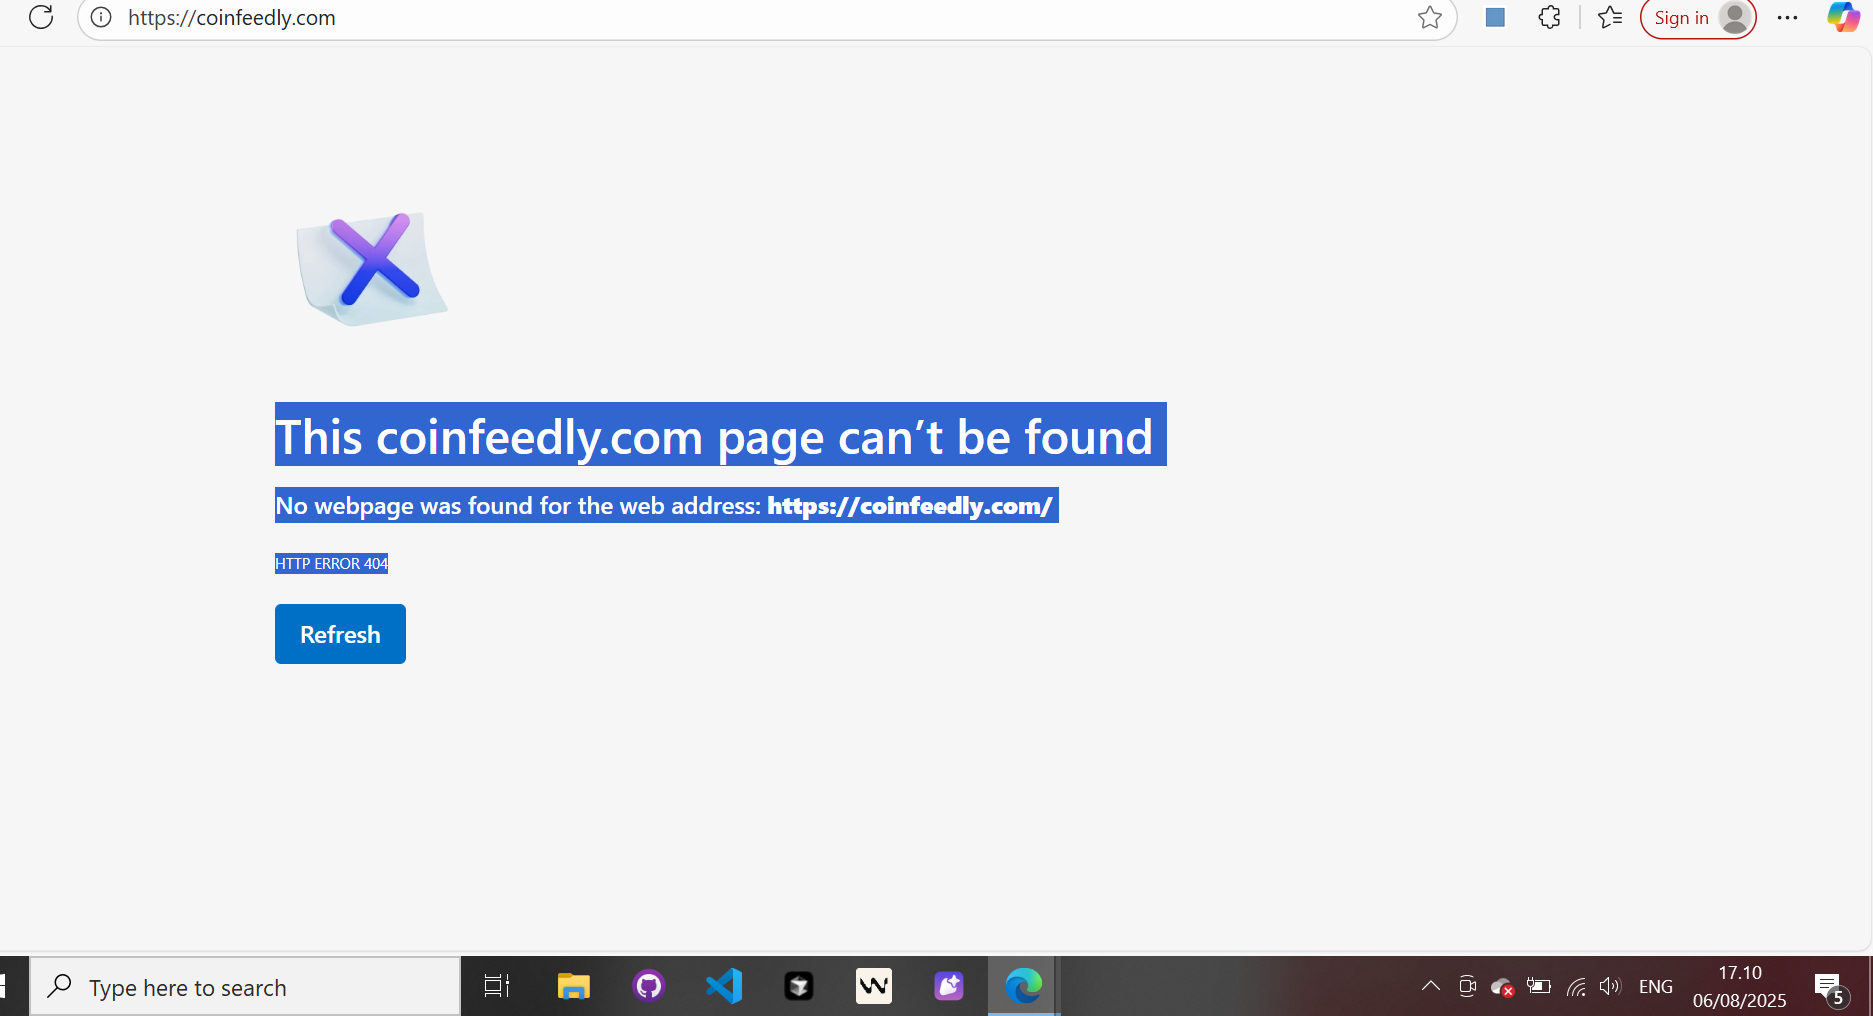 https://coinfeedly.com
Sign in
This coinfeedly.com page can’t be found
No webpage was found for the web address: https://coinfeedly.com/
HTTP ERROR 404
Refresh
Type here to search
ENG
17.10
06/08/2025
5